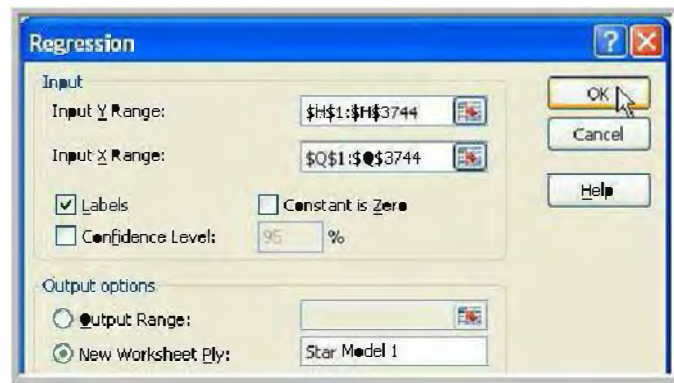 Regression
Input
Input Y Range: $H$1:$H$3744
OK
Input X Range: $Q$1:$Q$3744
Cancel
Labels Constant is Zero
Help
Confidence Level: 95 %
Output options
Output Range:
New Worksheet Ply: Star Model 1